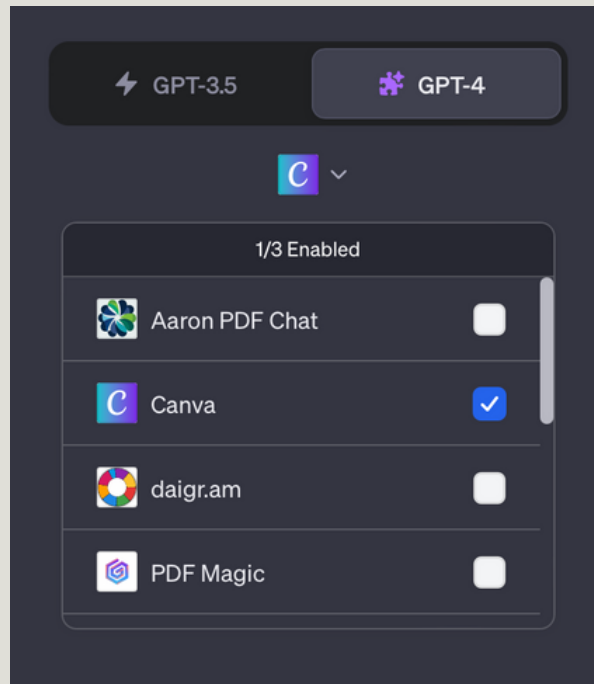 GPT-3.5 GPT-4
C
1/3 Enabled
Aaron PDF Chat
C Canva
daigr.am
PDF Magic